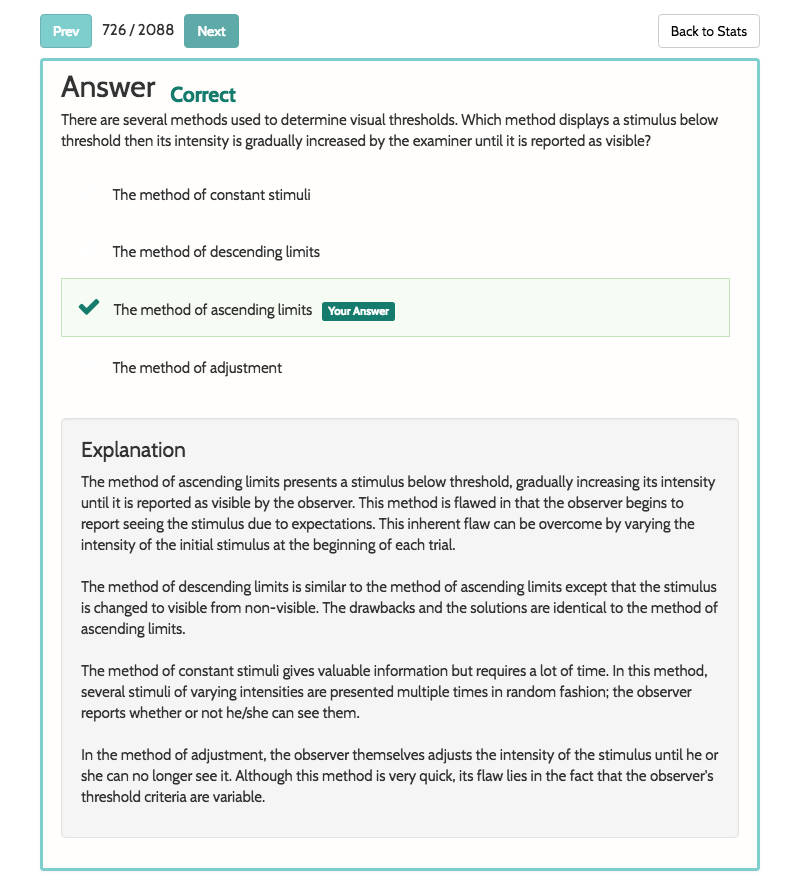 Prev 726 / 2088 Next Back to Stats
Answer Correct
There are several methods used to determine visual thresholds. Which method displays a stimulus below
threshold then its intensity is gradually increased by the examiner until it is reported as visible?
The method of constant stimuli
The method of descending limits
The method of ascending limits Your Answer
The method of adjustment
Explanation
The method of ascending limits presents a stimulus below threshold, gradually increasing its intensity
until it is reported as visible by the observer. This method is flawed in that the observer begins to
report seeing the stimulus due to expectations. This inherent flaw can be overcome by varying the
intensity of the initial stimulus at the beginning of each trial.
The method of descending limits is similar to the method of ascending limits except that the stimulus
is changed to visible from non-visible. The drawbacks and the solutions are identical to the method of
ascending limits.
The method of constant stimuli gives valuable information but requires a lot of time. In this method,
several stimuli of varying intensities are presented multiple times in random fashion; the observer
reports whether or not he/she can see them.
In the method of adjustment, the observer themselves adjusts the intensity of the stimulus until he or
she can no longer see it. Although this method is very quick, its flaw lies in the fact that the observer's
threshold criteria are variable.